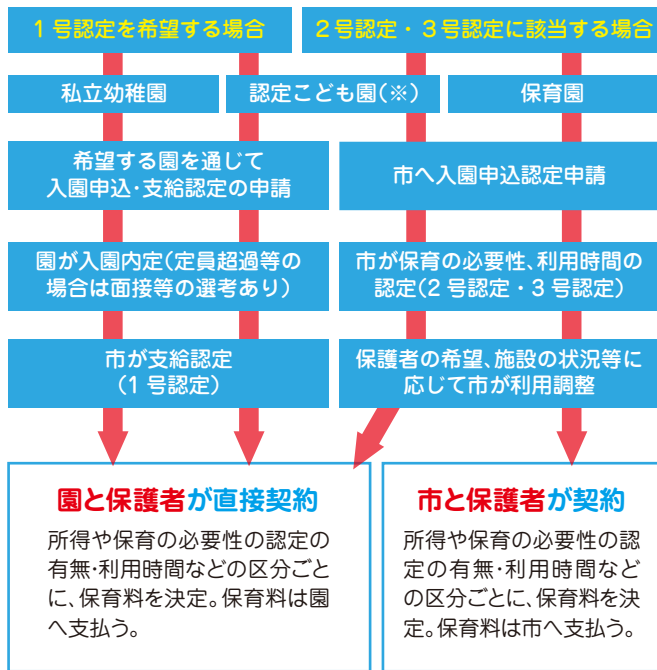 1号認定を希望する場合
2号認定・3号認定に該当する場合
私立幼稚園
認定こども園(※)
保育園
希望する園を通じて
入園申込・支給認定の申請
市へ入園申込認定申請
園が入園内定(定員超過等の
場合は面接等の選考あり)
市が保育の必要性、利用時間の
認定(2号認定・3号認定)
市が支給認定
(1号認定)
保護者の希望、施設の状況等に
応じて市が利用調整
園と保護者が直接契約
所得や保育の必要性の認定の
有無・利用時間などの区分ごと
に、保育料を決定。保育料は園
へ支払う。
市と保護者が契約
所得や保育の必要性の認
定の有無・利用時間など
の区分ごとに、保育料を決
定。保育料は市へ支払う。